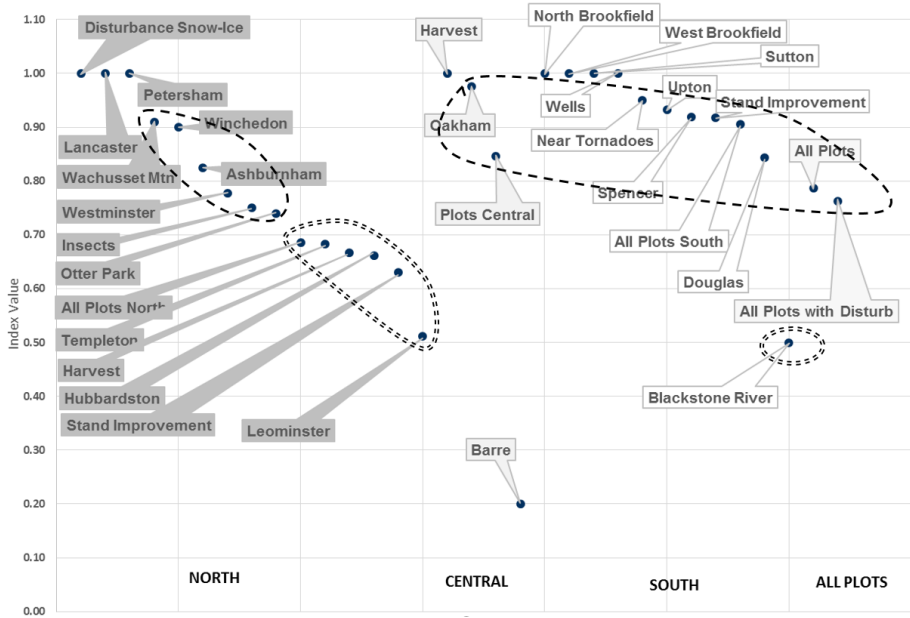 1.10
Disturbance Snow-Ice
North Brookfield
Harvest
West Brookfield
Sutton
1.00
Petersham
Upton
Wells
Stand Improvement
0.90
Winchedon
Oakham
Near Tornadoes
Lancaster
All Plots
Wachusset Mtn
Ashburnham
0.80
Spencer
Westminster
Plots Central
0.70
Insects
All Plots South
Otter Park
Douglas
0.60
All Plots North
All Plots with Disturb
Index Value
Templeton
0.50
Harvest
Hubbardston
Blackstone River
0.40
Stand Improvement
Leominster
Barre
0.30
0.20
0.10
NORTH
CENTRAL
SOUTH
ALL PLOTS
0.00